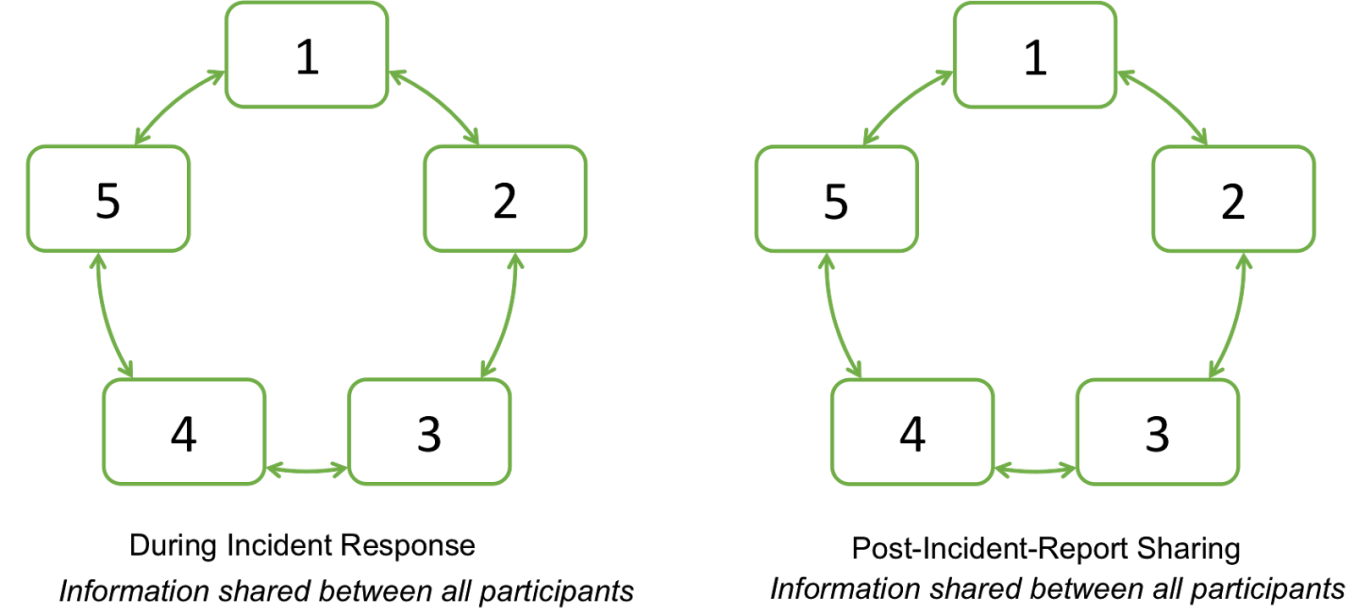 1
5
2
4
3
During Incident Response
Information shared between all participants
1
5
2
4
3
Post-Incident-Report Sharing
Information shared between all participants